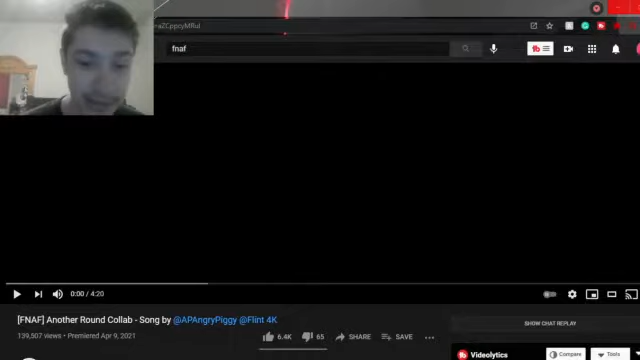 =aZCppcyMRuI
fnaf
0:00 / 4:20
[FNAF] Another Round Collab - Song by @APAngryPiggy @Flint 4K
139,507 views • Premiered Apr 9, 2021
6.4K
65
SHARE
SAVE
SHOW CHAT REPLAY
Videolytics
Compare
Tools